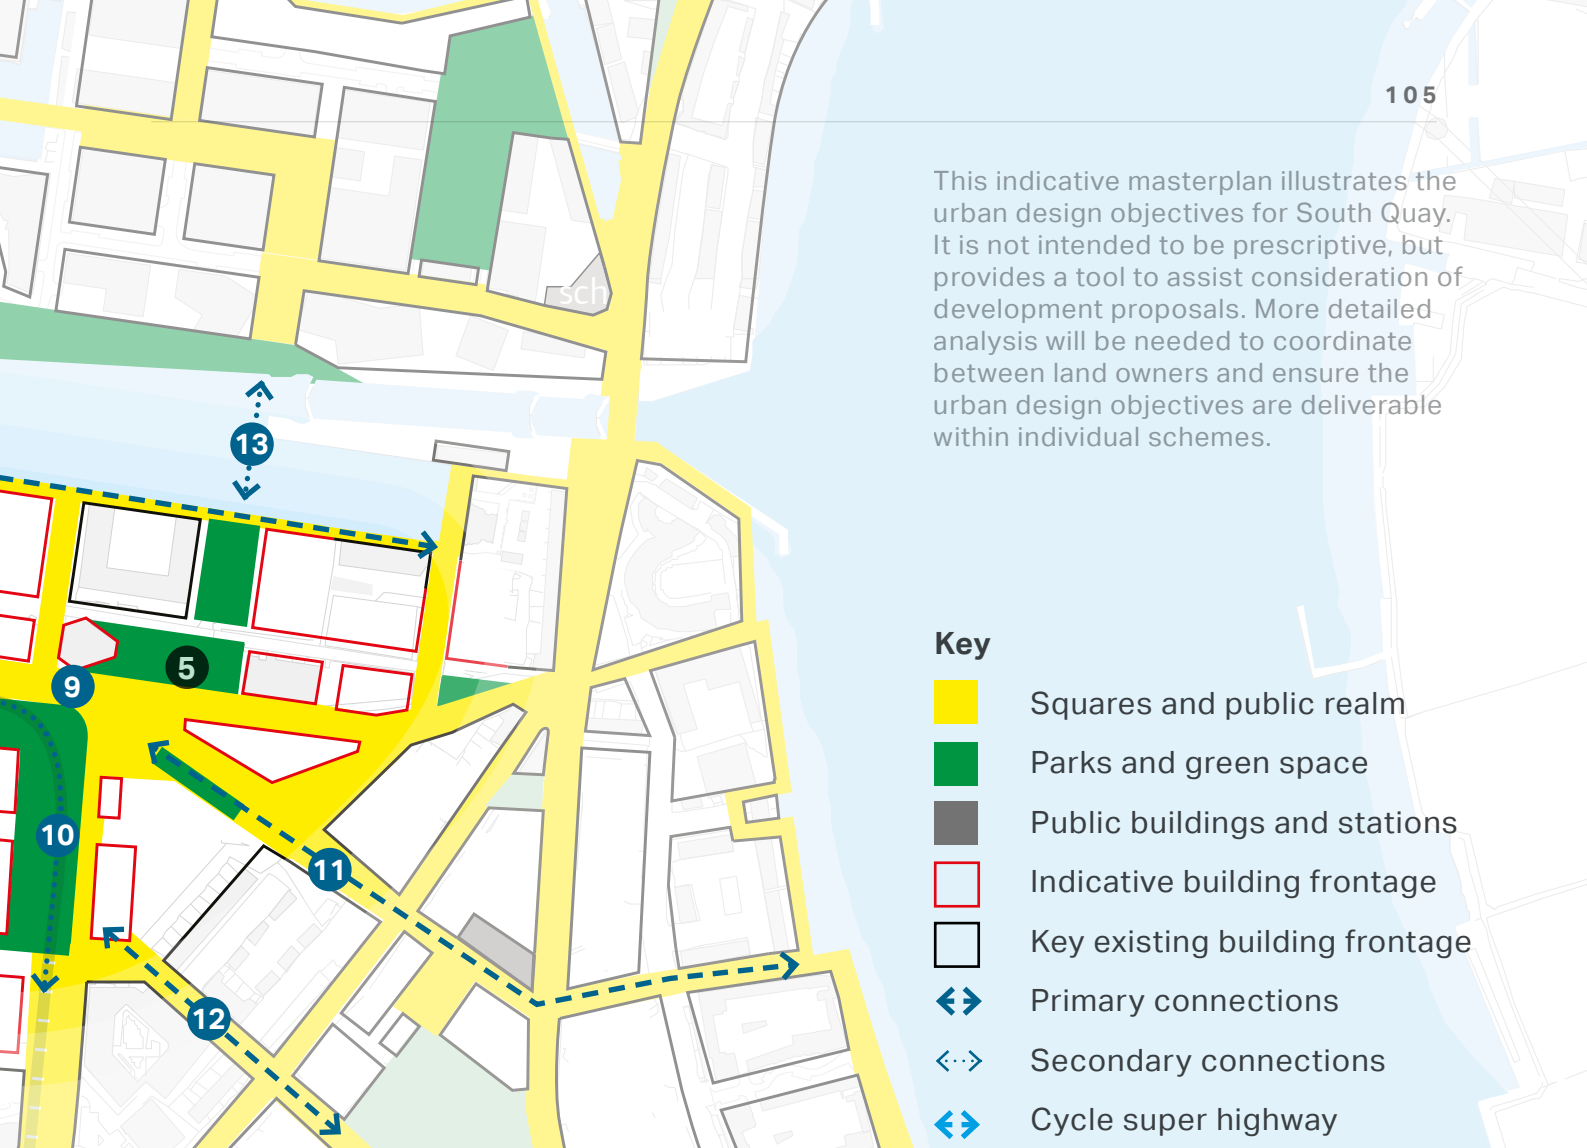 105
This indicative masterplan illustrates the
urban design objectives for South Quay.
It is not intended to be prescriptive, but
provides a tool to assist consideration of
development proposals. More detailed
analysis will be needed to coordinate
between land owners and ensure the
urban design objectives are deliverable
within individual schemes.
sch
13
5
9
10
11
12
Key
Squares and public realm
Parks and green space
Public buildings and stations
Indicative building frontage
Key existing building frontage
Primary connections
Secondary connections
Cycle super highway